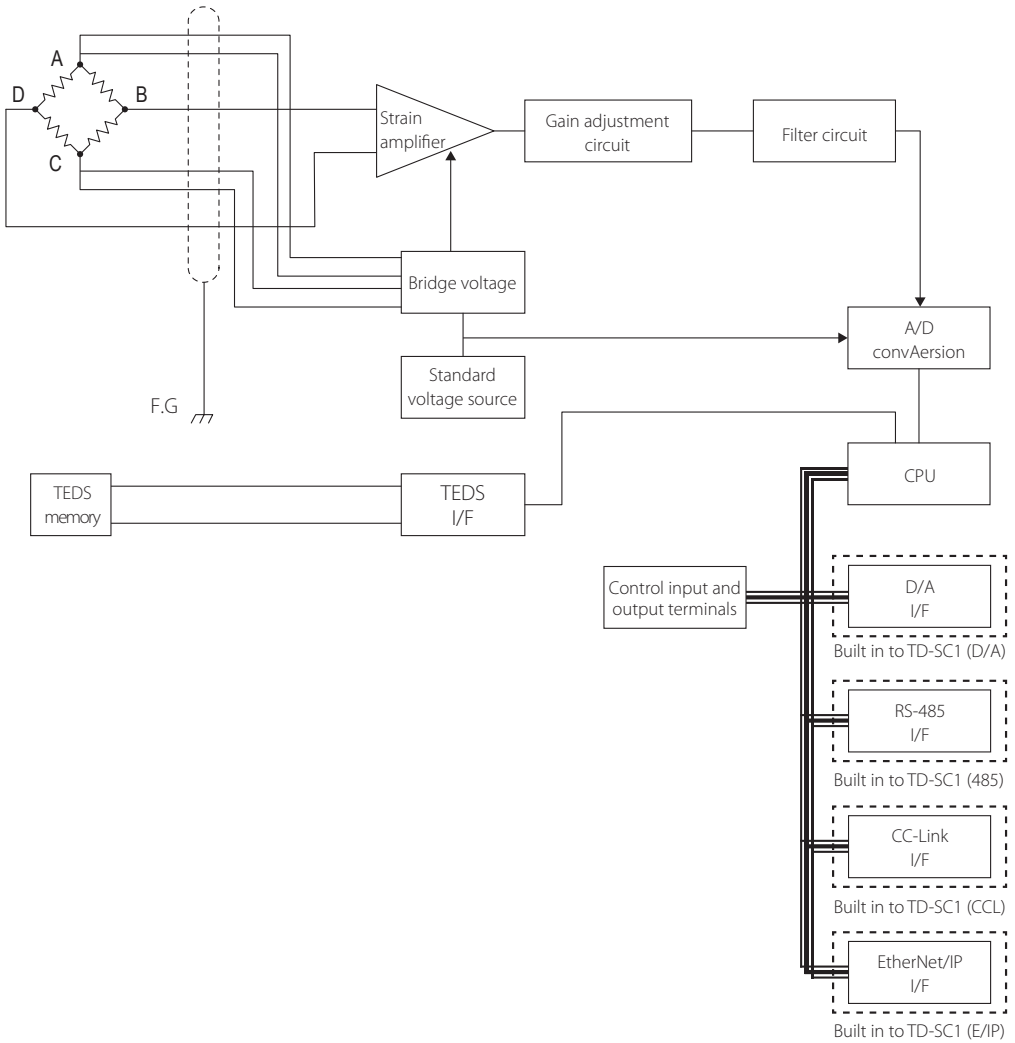 A
D
B
C
Strain
amplifier
Gain adjustment
circuit
Filter circuit
Bridge voltage
A/D
convAersion
Standard
voltage source
F.G
TEDS
memory
TEDS
I/F
CPU
Control input and
output terminals
D/A
I/F
Built in to TD-SC1 (D/A)
RS-485
I/F
Built in to TD-SC1 (485)
CC-Link
I/F
Built in to TD-SC1 (CCL)
EtherNet/IP
I/F
Built in to TD-SC1 (E/IP)